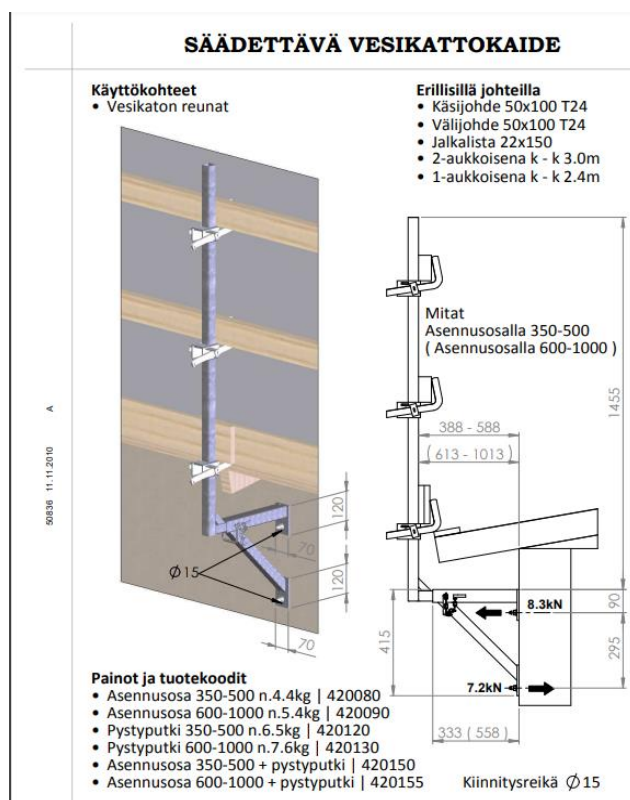 SÄÄDETTÄVÄ VESIKATTOKAIDE
Käyttökohteet
• Vesikaton reunat
Erillisillä johteilla
• Käsijohde 50x100 T24
• Välijohde 50x100 T24
• Jalkalista 22x150
• 2-aukkoisena k - k 3.0m
• 1-aukkoisena k - k 2.4m
Mitat
Asennusosalla 350-500
( Asennusosalla 600-1000 )
1455
388 - 588
( 613 - 1013 )
120
70
Ø15
120
70
8.3kN
90
415
295
7.2kN
333 ( 558 )
50836 11.11.2010 A
Painot ja tuotekoodit
• Asennusosa 350-500 n.4.4kg | 420080
• Asennusosa 600-1000 n.5.4kg | 420090
• Pystyputki 350-500 n.6.5kg | 420120
• Pystyputki 600-1000 n.7.6kg | 420130
• Asennusosa 350-500 + pystyputki | 420150
• Asennusosa 600-1000 + pystyputki | 420155
Kiinnitysreikä Ø15